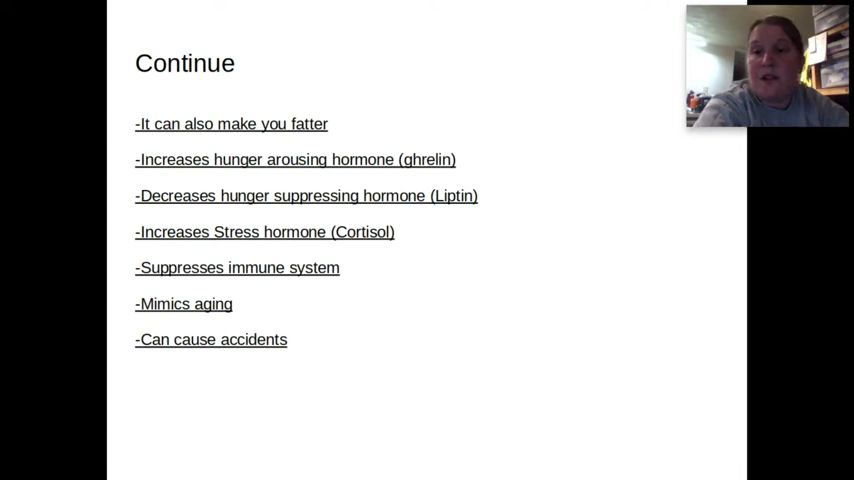 Continue
-It can also make you fatter
-Increases hunger arousing hormone (ghrelin)
-Decreases hunger suppressing hormone (Liptin)
-Increases Stress hormone (Cortisol)
-Suppresses immune system
-Mimics aging
-Can cause accidents